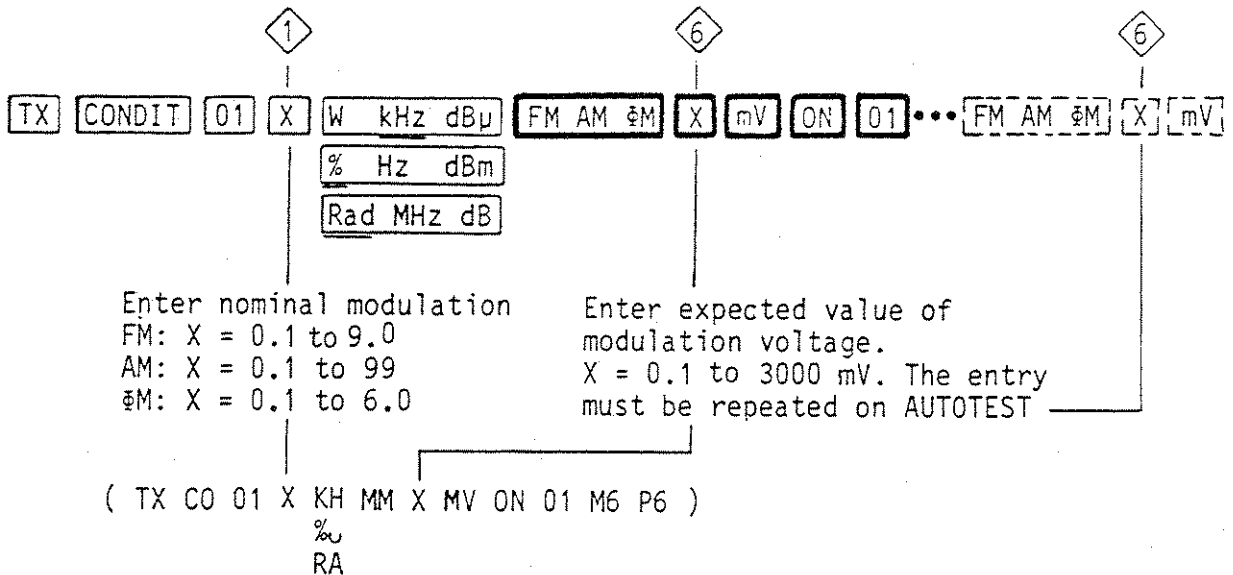 1 6 6
TX CONDIT 01 X W kHz dBμ FM AM ΦM X mV ON 01 ••• FM AM ΦM X mV
% Hz dBm
Rad MHz dB
Enter nominal modulation
FM: X = 0.1 to 9.0
AM: X = 0.1 to 99
ΦM: X = 0.1 to 6.0
Enter expected value of
modulation voltage.
X = 0.1 to 3000 mV. The entry
must be repeated on AUTOTEST
( TX CO 01 X KH MM X MV ON 01 M6 P6 )
%
RA